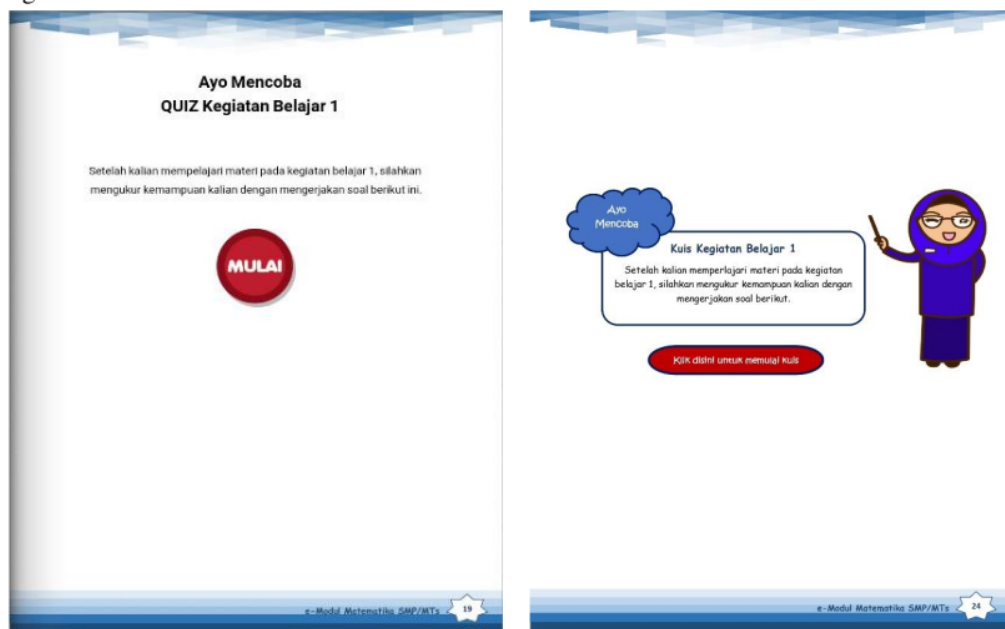 Ayo Mencoba
QUIZ Kegiatan Belajar 1
Setelah kalian mempelajari materi pada kegiatan belajar 1, silahkan
mengukur kemampuan kalian dengan mengerjakan soal berikut ini.
MULAI
e-Modul Matematika SMP/MTs
19
Ayo
Mencoba
Kuis Kegiatan Belajar 1
Setelah kalian memperlajari materi pada kegiatan
belajar 1, silahkan mengukur kemampuan kalian dengan
mengerjakan soal berikut.
Klik disini untuk memulai kuis
e-Modul Matematika SMP/MTs
24